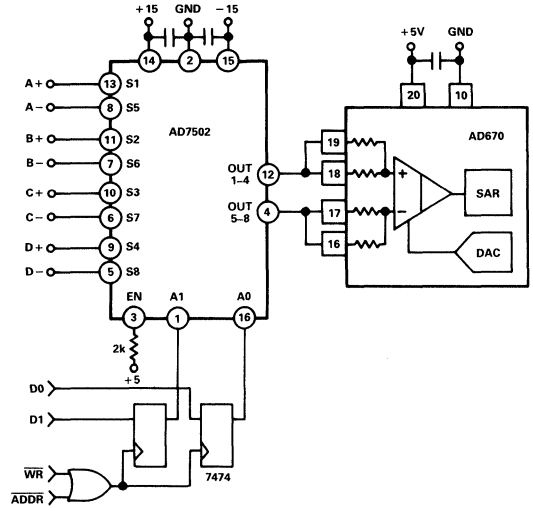 +15 GND −15
14 2 15
+5V GND
20 10
A+ 13 S1
A− 8 S5
AD7502
AD670
B+ 11 S2
B− 7 S6
C+ 10 S3
C− 6 S7
D+ 9 S4
D− 5 S8
OUT
1–4
12
OUT
5–8
4
19
18
17
16
+
−
SAR
DAC
EN A1 A0
3 1 16
2k
+5
D0
D1
7474
WR
ADDR